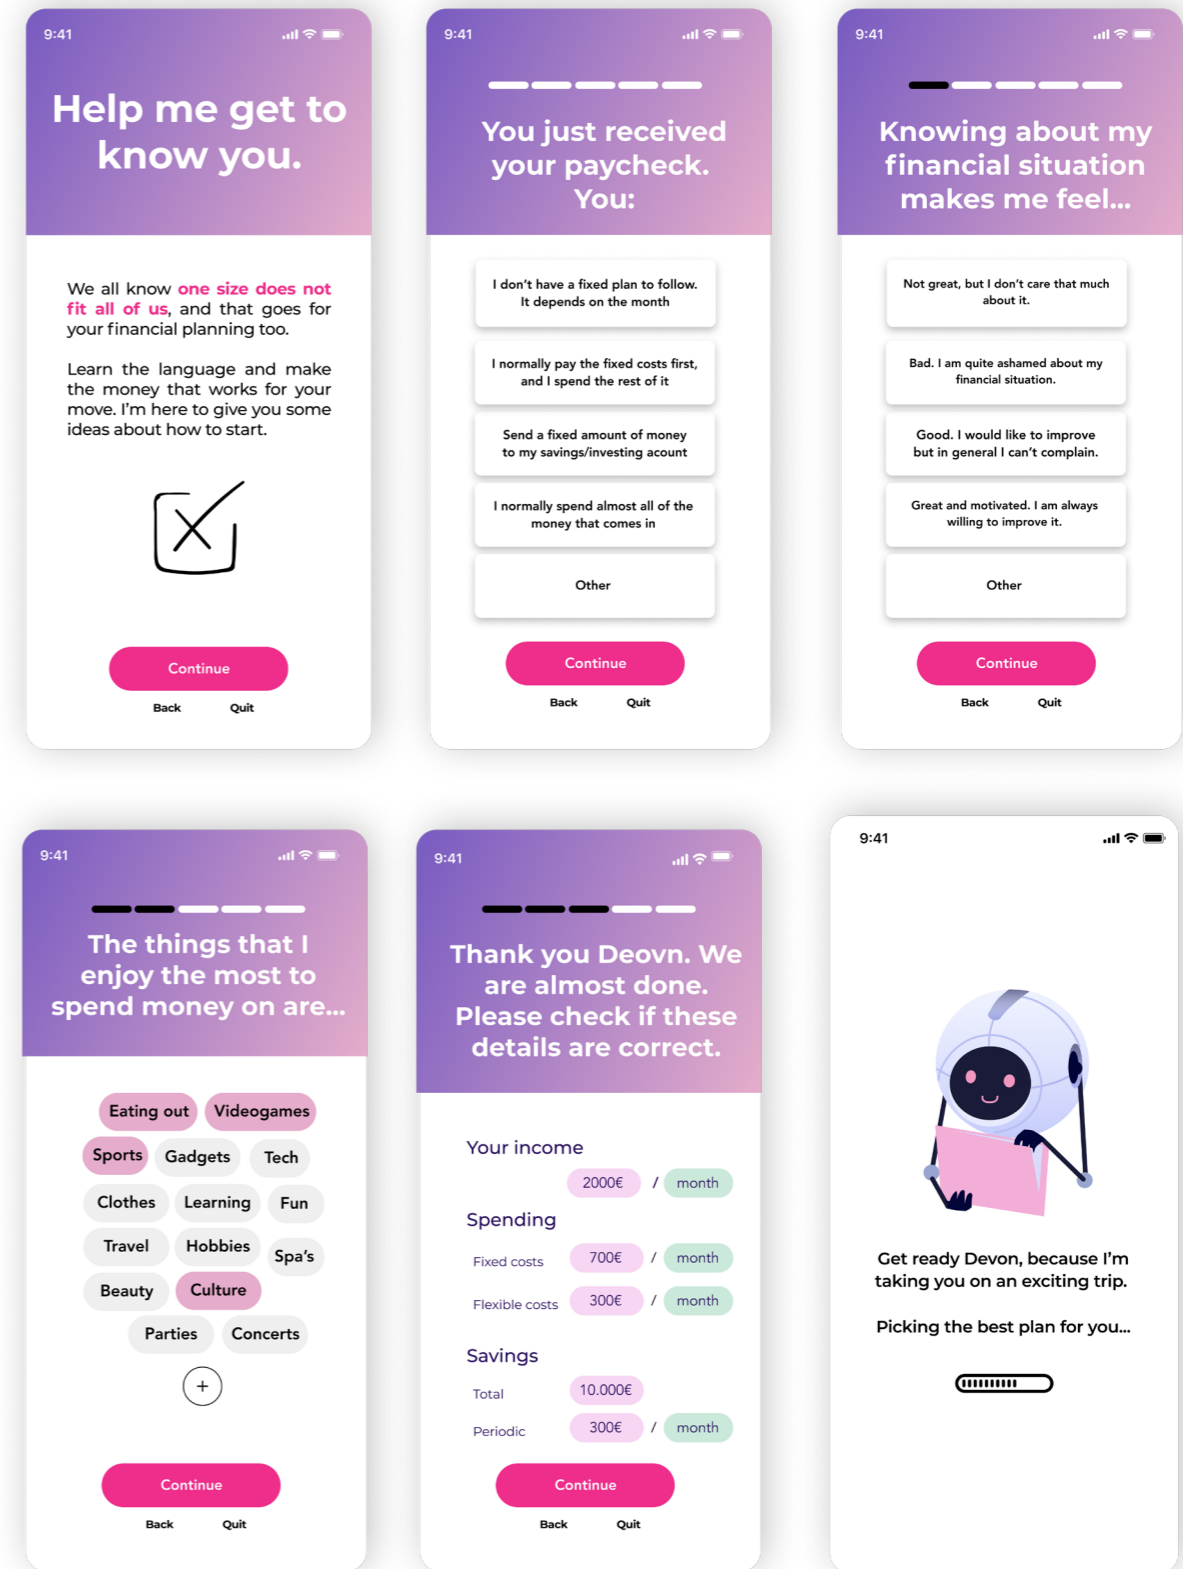 9:41
Help me get to
know you.
We all know one size does not
fit all of us, and that goes for
your financial planning too.
Learn the language and make
the money that works for your
move. I'm here to give you some
ideas about how to start.
Continue
Back
Quit
9:41
You just received
your paycheck.
You:
I don't have a fixed plan to follow.
It depends on the month
I normally pay the fixed costs first,
and I spend the rest of it
Send a fixed amount of money
to my savings/investing acount
I normally spend almost all of the
money that comes in
Other
Continue
Back
Quit
9:41
Knowing about my
financial situation
makes me feel...
Not great, but I don't care that much
about it.
Bad. I am quite ashamed about my
financial situation.
Good. I would like to improve
but in general I can't complain.
Great and motivated. I am always
willing to improve it.
Other
Continue
Back
Quit
9:41
The things that I
enjoy the most to
spend money on are...
Eating out
Videogames
Sports
Gadgets
Tech
Clothes
Learning
Fun
Travel
Hobbies
Spa's
Beauty
Culture
Parties
Concerts
+
Continue
Back
Quit
9:41
Thank you Deovn. We
are almost done.
Please check if these
details are correct.
Your income
2000€ / month
Spending
Fixed costs 700€ / month
Flexible costs 300€ / month
Savings
Total 10.000€
Periodic 300€ / month
Continue
Back
Quit
9:41
Get ready Devon, because I'm
taking you on an exciting trip.
Picking the best plan for you...